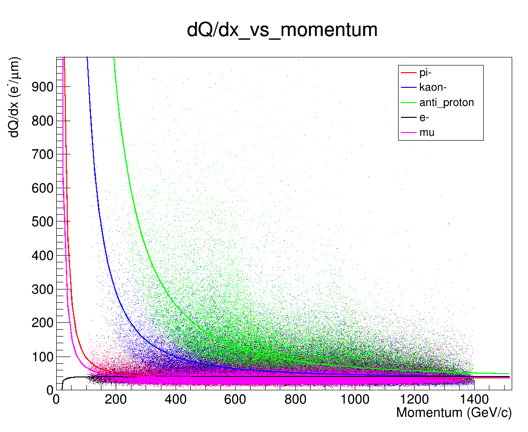 dQ/dx_vs_momentum
dQ/dx (e⁻/μm)
900
800
700
600
500
400
300
200
100
0
pi-
kaon-
anti_proton
e-
mu
0 200 400 600 800 1000 1200 1400
Momentum (GeV/c)